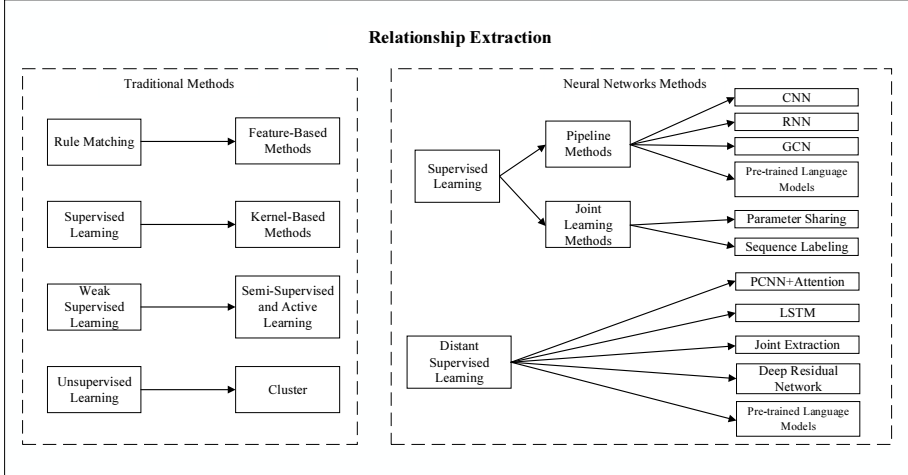 Relationship Extraction
Traditional Methods
Rule Matching
Feature-Based
Methods
Supervised
Learning
Kernel-Based
Methods
Weak
Supervised
Learning
Semi-Supervised
and Active
Learning
Unsupervised
Learning
Cluster
Neural Networks Methods
Supervised
Learning
Pipeline
Methods
CNN
RNN
GCN
Pre-trained Language
Models
Joint
Learning
Methods
Parameter Sharing
Sequence Labeling
Distant
Supervised
Learning
PCNN+Attention
LSTM
Joint Extraction
Deep Residual
Network
Pre-trained Language
Models